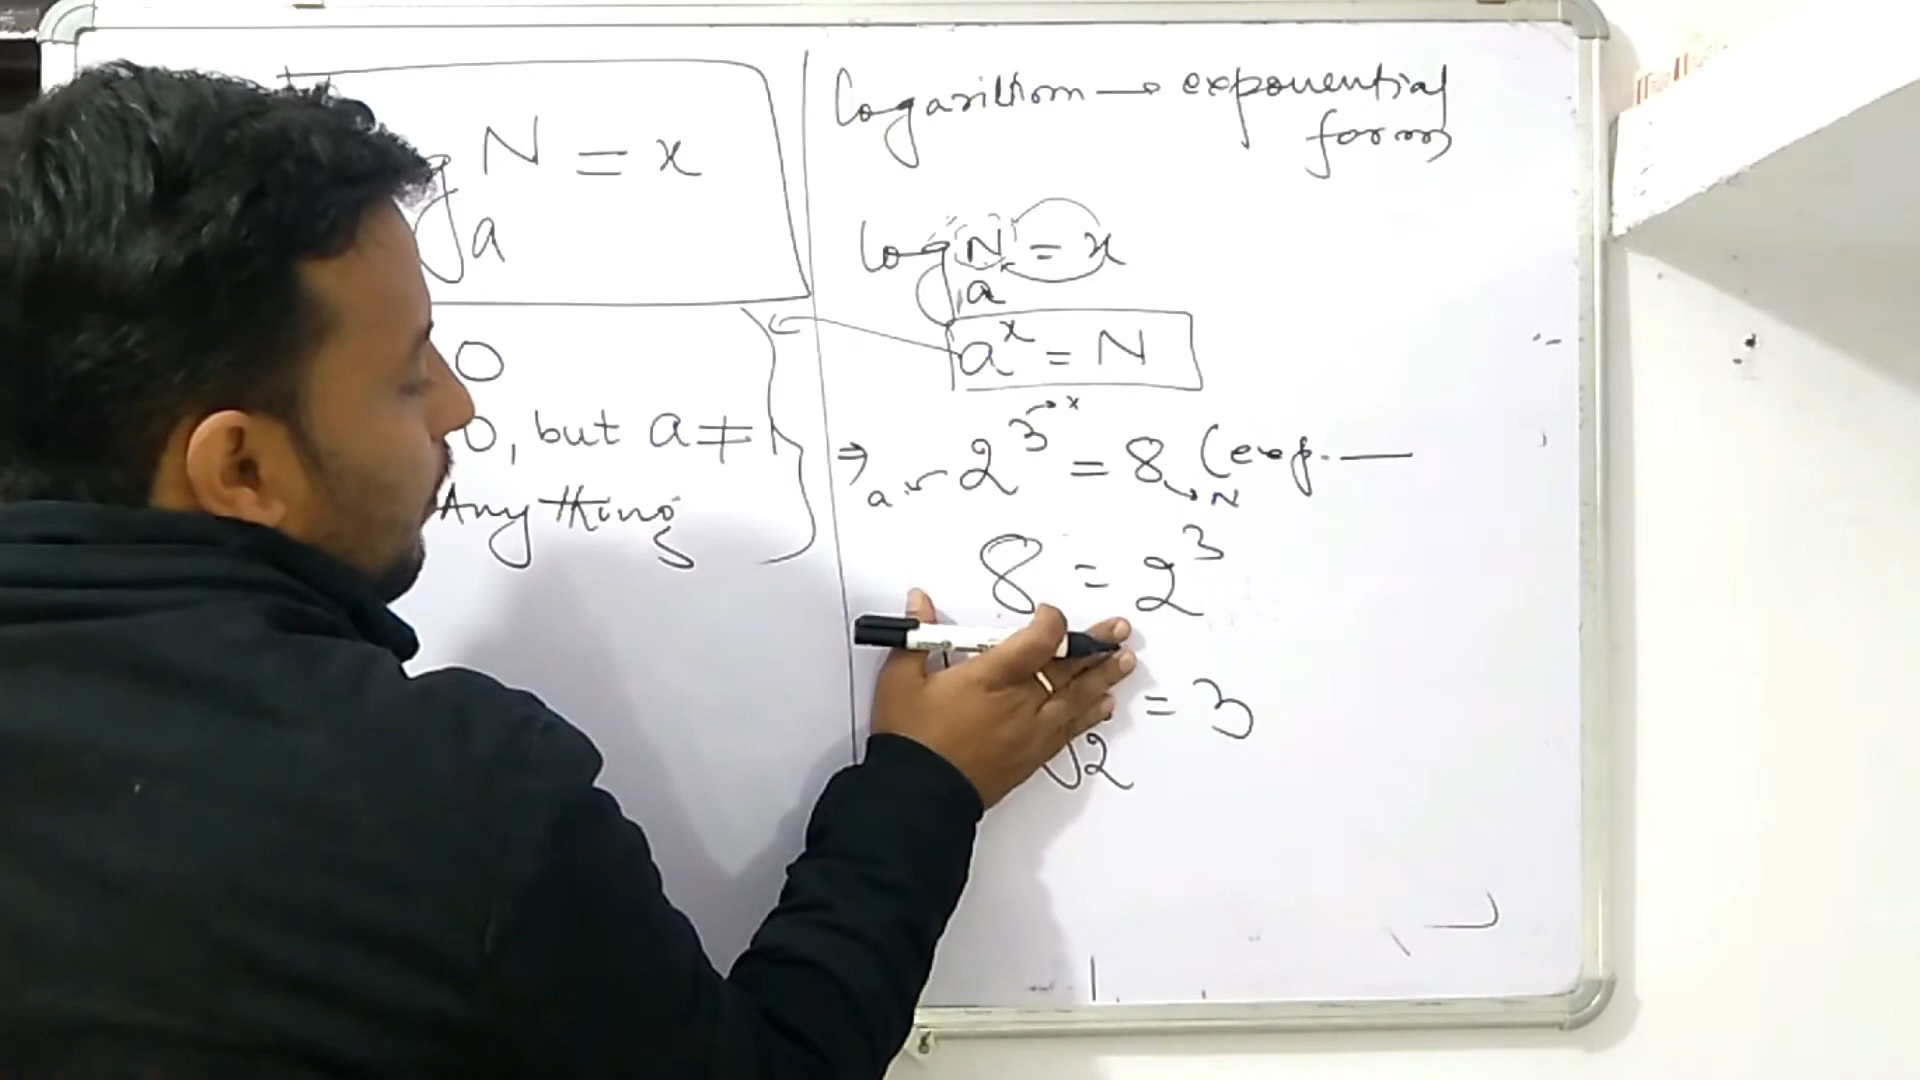 N = x
a
0
0, but a ≠ 1
Anything
Logarithm → exponential
form
log N = x
a
a^x = N
⇒ 2^3 = 8 (exp. —
x
a
N
8 = 2^3
2 = 3